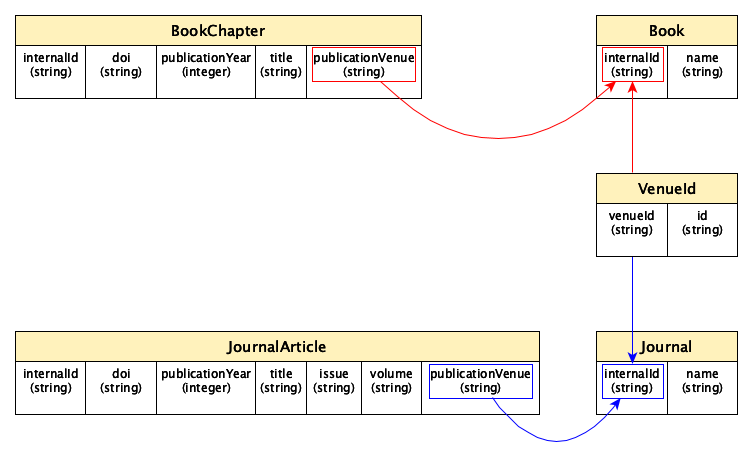 BookChapter
internalId doi publicationYear title publicationVenue
(string) (string) (integer) (string) (string)
Book
internalId name
(string) (string)
VenueId
venueId id
(string) (string)
JournalArticle
internalId doi publicationYear title issue volume publicationVenue
(string) (string) (integer) (string) (string) (string) (string)
Journal
internalId name
(string) (string)